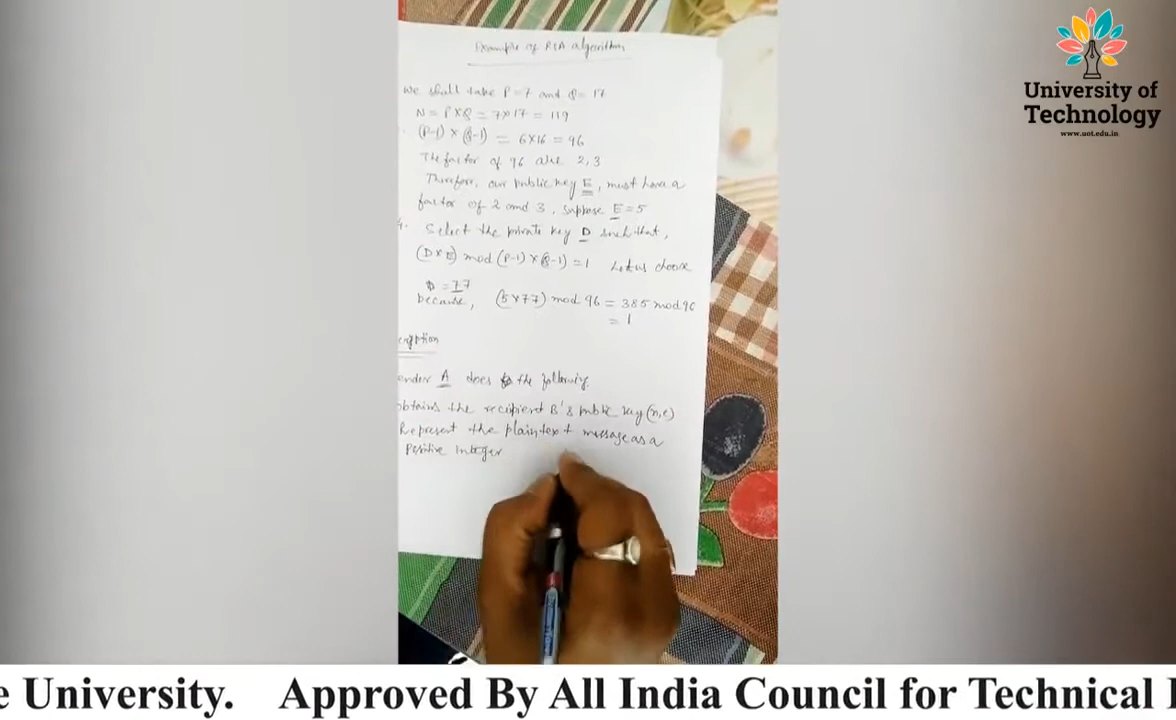 University of
Technology
www.uot.edu.in
Example of RSA algorithm
We shall take P = 7 and Q = 17
N = P × Q = 7 × 17 = 119
(P-1) × (Q-1) = 6 × 16 = 96
The factor of 96 are 2, 3
Therefore, our public key E, must have a
factor of 2 and 3, suppose E = 5
4. Select the private key D such that,
(D × E) mod (P-1) × (Q-1) = 1 Let us choose
D = 77
because, (5 × 77) mod 96 = 385 mod 96
= 1
cryption
ender A does the following
obtains the recipient B's public key (n, e)
Represent the plaintext message as a
positive integer
e University. Approved By All India Council for Technical